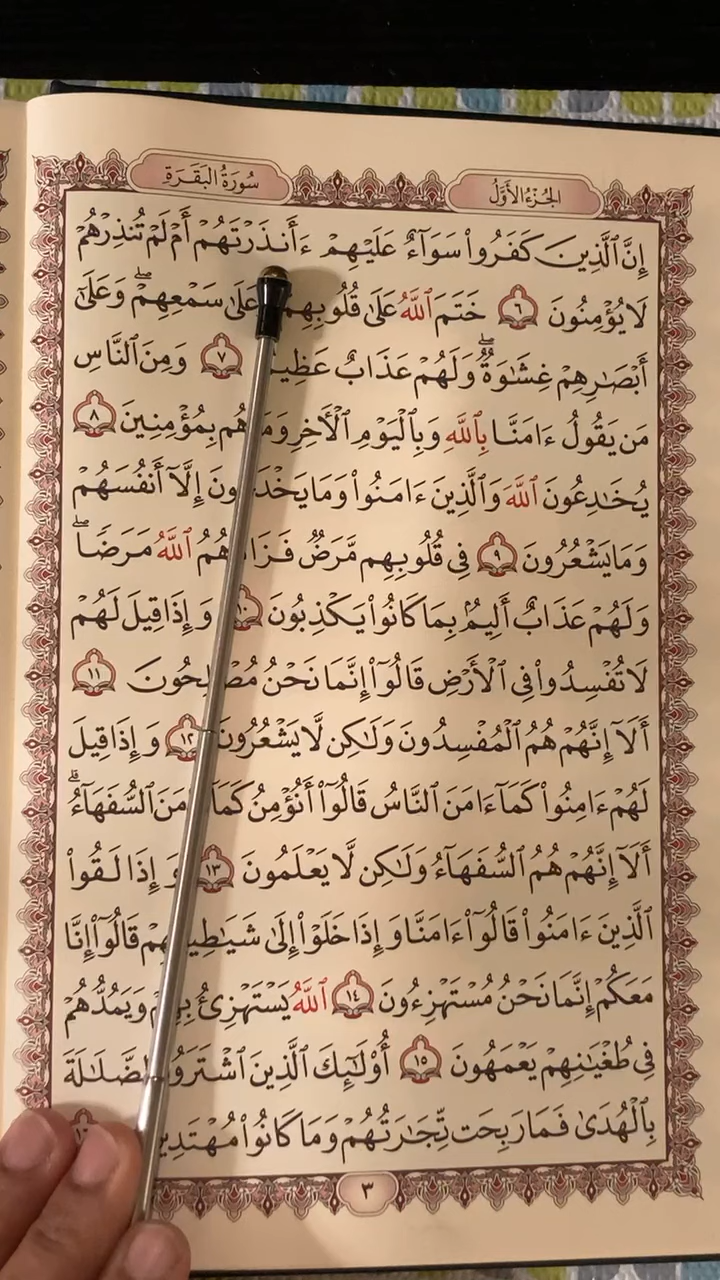 الجُزْءُ الأَوَّلُ
سُورَةُ البَقَرَةِ
إِنَّ ٱلَّذِينَ كَفَرُوا۟ سَوَآءٌ عَلَيْهِمْ ءَأَنذَرْتَهُمْ أَمْ لَمْ تُنذِرْهُمْ
لَا يُؤْمِنُونَ ٦ خَتَمَ ٱللَّهُ عَلَىٰ قُلُوبِهِمْ وَعَلَىٰ سَمْعِهِمْ ۖ وَعَلَىٰٓ
أَبْصَـٰرِهِمْ غِشَـٰوَةٌ ۖ وَلَهُمْ عَذَابٌ عَظِيمٌ ٧ وَمِنَ ٱلنَّاسِ
مَن يَقُولُ ءَامَنَّا بِٱللَّهِ وَبِٱلْيَوْمِ ٱلْـَٔاخِرِ وَمَا هُم بِمُؤْمِنِينَ ٨
يُخَـٰدِعُونَ ٱللَّهَ وَٱلَّذِينَ ءَامَنُوا۟ وَمَا يَخْدَعُونَ إِلَّآ أَنفُسَهُمْ
وَمَا يَشْعُرُونَ ٩ فِى قُلُوبِهِم مَّرَضٌ فَزَادَهُمُ ٱللَّهُ مَرَضًا ۖ
وَلَهُمْ عَذَابٌ أَلِيمٌۢ بِمَا كَانُوا۟ يَكْذِبُونَ ١٠ وَإِذَا قِيلَ لَهُمْ
لَا تُفْسِدُوا۟ فِى ٱلْأَرْضِ قَالُوٓا۟ إِنَّمَا نَحْنُ مُصْلِحُونَ ١١
أَلَآ إِنَّهُمْ هُمُ ٱلْمُفْسِدُونَ وَلَـٰكِن لَّا يَشْعُرُونَ ١٢ وَإِذَا قِيلَ
لَهُمْ ءَامِنُوا۟ كَمَآ ءَامَنَ ٱلنَّاسُ قَالُوٓا۟ أَنُؤْمِنُ كَمَآ ءَامَنَ ٱلسُّفَهَآءُ ۗ
أَلَآ إِنَّهُمْ هُمُ ٱلسُّفَهَآءُ وَلَـٰكِن لَّا يَعْلَمُونَ ١٣ وَإِذَا لَقُوا۟
ٱلَّذِينَ ءَامَنُوا۟ قَالُوٓا۟ ءَامَنَّا وَإِذَا خَلَوْا۟ إِلَىٰ شَيَـٰطِينِهِمْ قَالُوٓا۟ إِنَّا
مَعَكُمْ إِنَّمَا نَحْنُ مُسْتَهْزِءُونَ ١٤ ٱللَّهُ يَسْتَهْزِئُ بِهِمْ وَيَمُدُّهُمْ
فِى طُغْيَـٰنِهِمْ يَعْمَهُونَ ١٥ أُو۟لَـٰٓئِكَ ٱلَّذِينَ ٱشْتَرَوُا۟ ٱلضَّلَـٰلَةَ
بِٱلْهُدَىٰ فَمَا رَبِحَت تِّجَـٰرَتُهُمْ وَمَا كَانُوا۟ مُهْتَدِينَ ١٦
٣